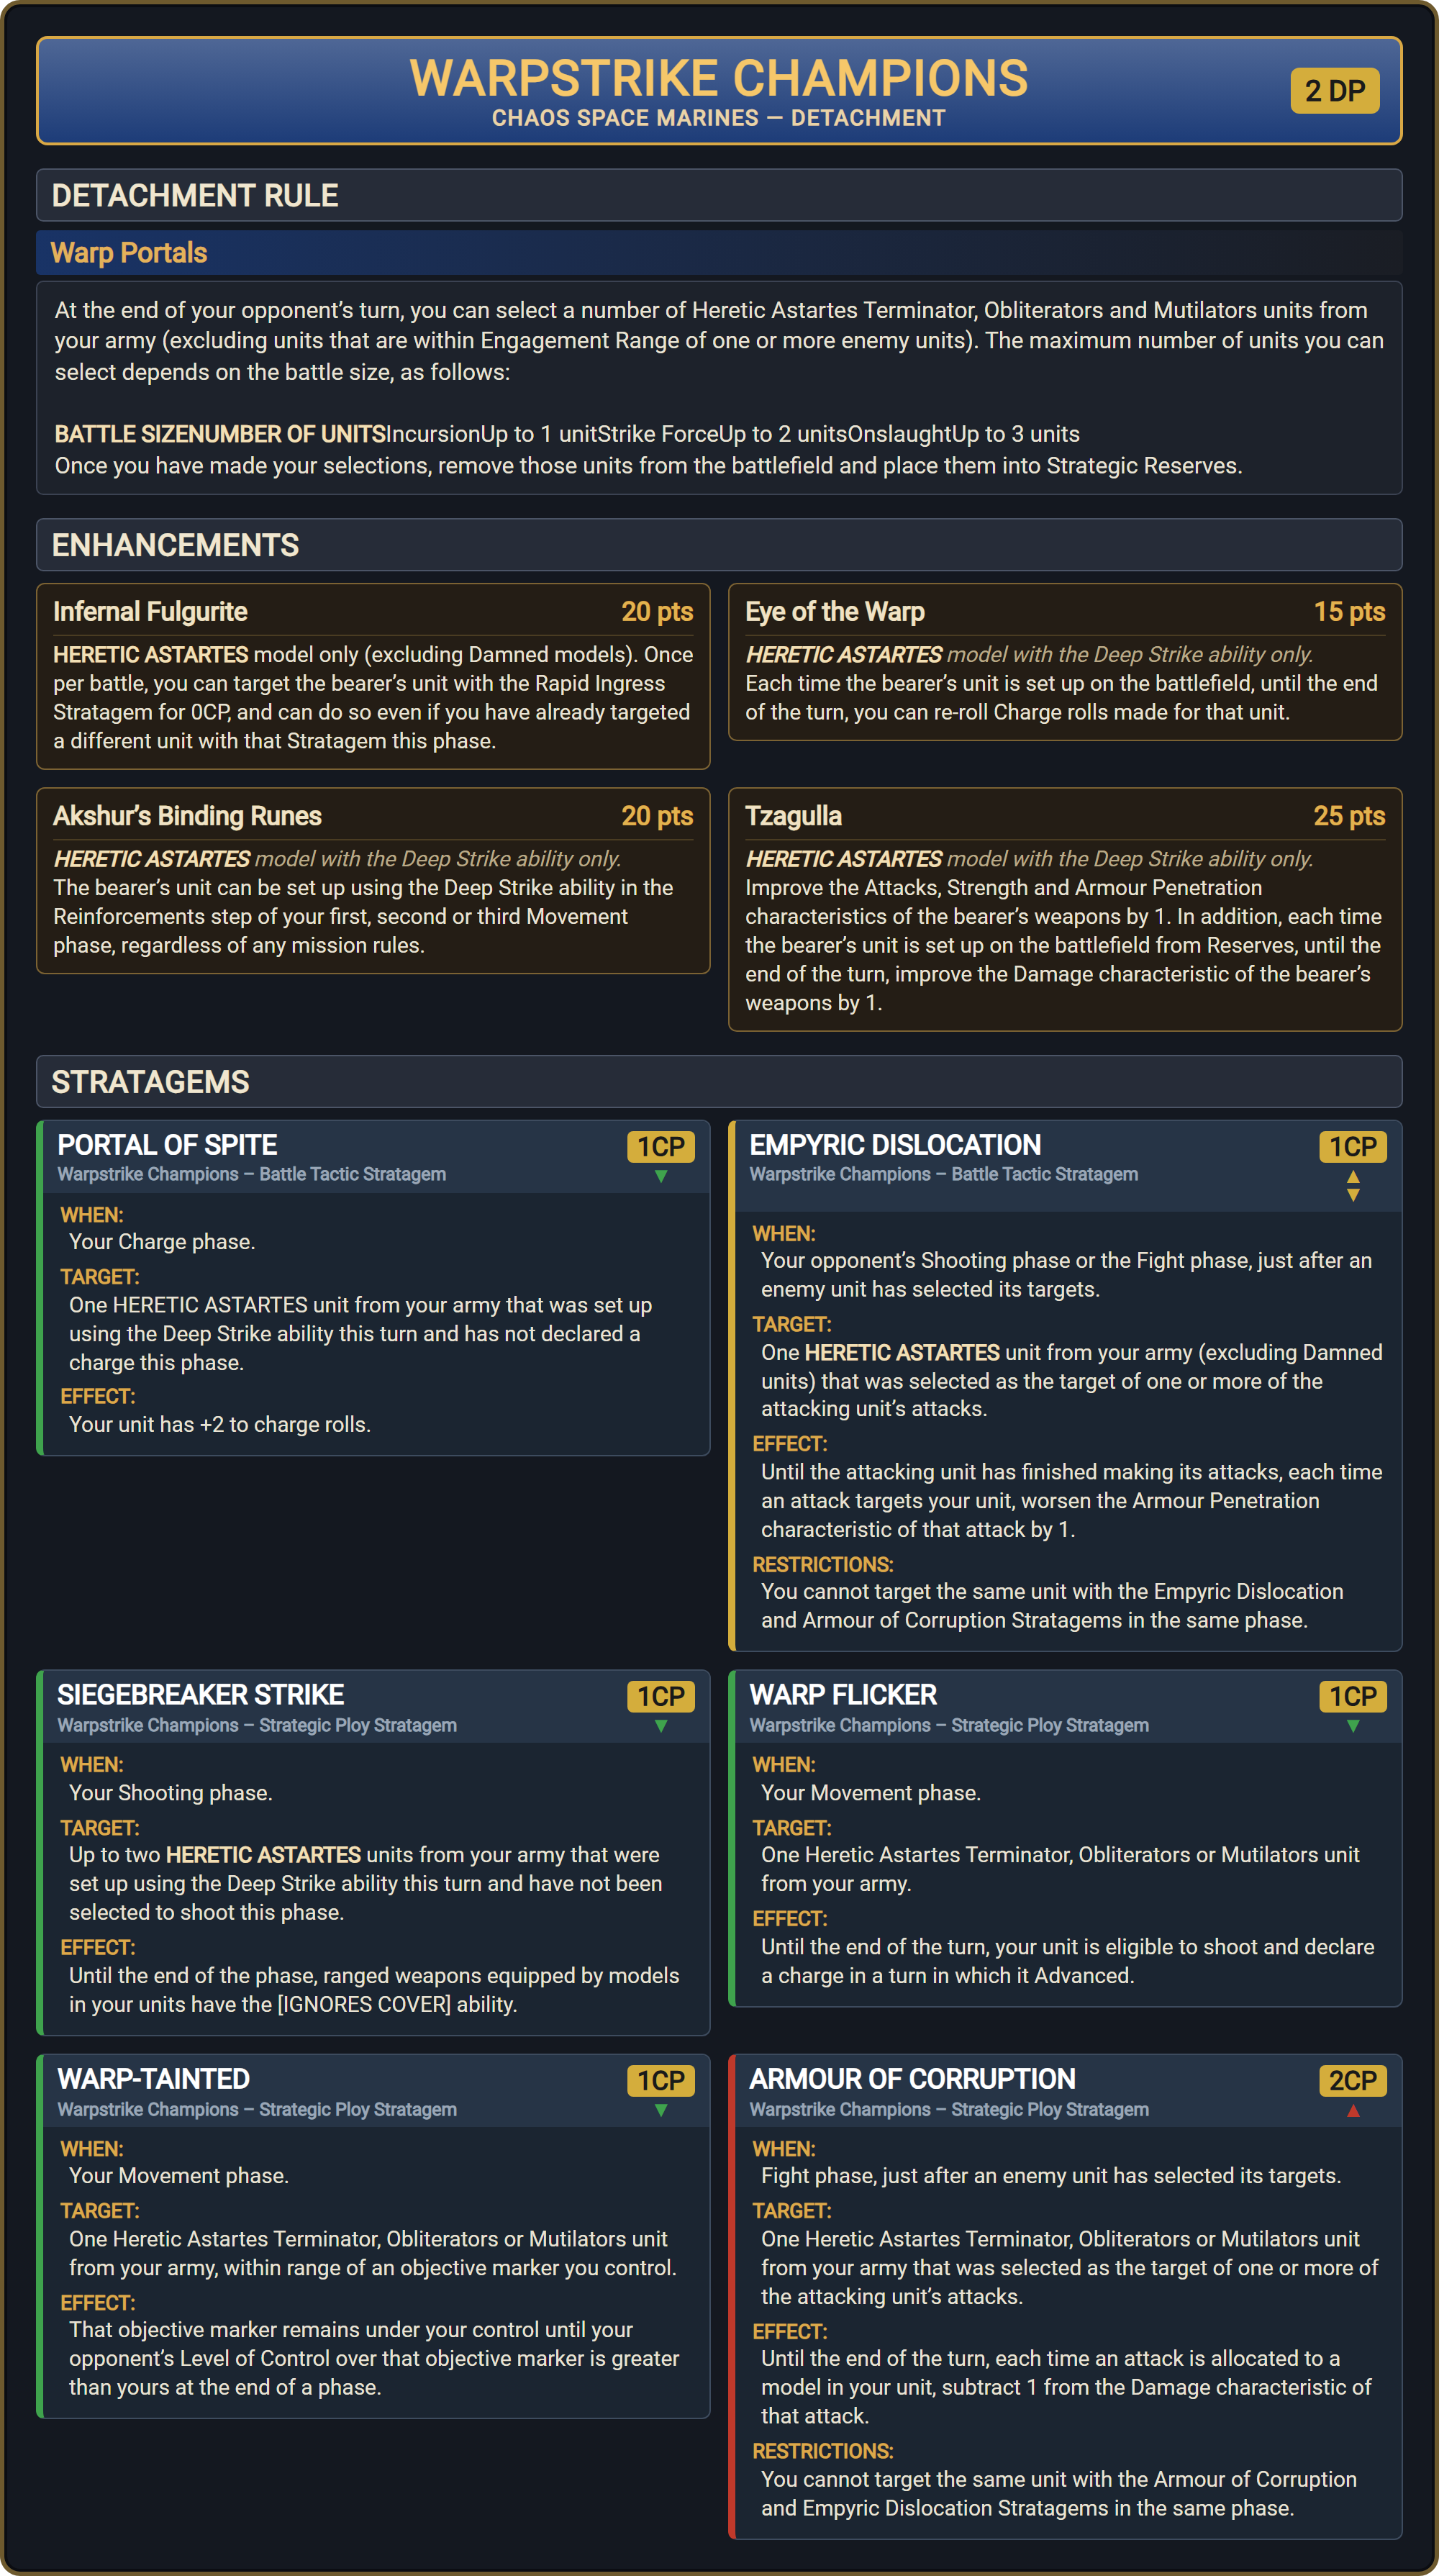 WARPSTRIKE CHAMPIONS
CHAOS SPACE MARINES — DETACHMENT
2 DP
DETACHMENT RULE
Warp Portals
At the end of your opponent’s turn, you can select a number of Heretic Astartes Terminator, Obliterators and Mutilators units from
your army (excluding units that are within Engagement Range of one or more enemy units). The maximum number of units you can
select depends on the battle size, as follows:
BATTLE SIZENUMBER OF UNITSIncursionUp to 1 unitStrike ForceUp to 2 unitsOnslaughtUp to 3 units
Once you have made your selections, remove those units from the battlefield and place them into Strategic Reserves.
ENHANCEMENTS
Infernal Fulgurite
20 pts
HERETIC ASTARTES model only (excluding Damned models). Once
per battle, you can target the bearer’s unit with the Rapid Ingress
Stratagem for 0CP, and can do so even if you have already targeted
a different unit with that Stratagem this phase.
Eye of the Warp
15 pts
HERETIC ASTARTES model with the Deep Strike ability only.
Each time the bearer’s unit is set up on the battlefield, until the end
of the turn, you can re-roll Charge rolls made for that unit.
Akshur’s Binding Runes
20 pts
HERETIC ASTARTES model with the Deep Strike ability only.
The bearer’s unit can be set up using the Deep Strike ability in the
Reinforcements step of your first, second or third Movement
phase, regardless of any mission rules.
Tzagulla
25 pts
HERETIC ASTARTES model with the Deep Strike ability only.
Improve the Attacks, Strength and Armour Penetration
characteristics of the bearer’s weapons by 1. In addition, each time
the bearer’s unit is set up on the battlefield from Reserves, until the
end of the turn, improve the Damage characteristic of the bearer’s
weapons by 1.
STRATAGEMS
PORTAL OF SPITE
1CP
Warpstrike Champions – Battle Tactic Stratagem
▼
WHEN:
Your Charge phase.
TARGET:
One HERETIC ASTARTES unit from your army that was set up
using the Deep Strike ability this turn and has not declared a
charge this phase.
EFFECT:
Your unit has +2 to charge rolls.
EMPYRIC DISLOCATION
1CP
Warpstrike Champions – Battle Tactic Stratagem
▲
▼
WHEN:
Your opponent’s Shooting phase or the Fight phase, just after an
enemy unit has selected its targets.
TARGET:
One HERETIC ASTARTES unit from your army (excluding Damned
units) that was selected as the target of one or more of the
attacking unit’s attacks.
EFFECT:
Until the attacking unit has finished making its attacks, each time
an attack targets your unit, worsen the Armour Penetration
characteristic of that attack by 1.
RESTRICTIONS:
You cannot target the same unit with the Empyric Dislocation
and Armour of Corruption Stratagems in the same phase.
SIEGEBREAKER STRIKE
1CP
Warpstrike Champions – Strategic Ploy Stratagem
▼
WHEN:
Your Shooting phase.
TARGET:
Up to two HERETIC ASTARTES units from your army that were
set up using the Deep Strike ability this turn and have not been
selected to shoot this phase.
EFFECT:
Until the end of the phase, ranged weapons equipped by models
in your units have the [IGNORES COVER] ability.
WARP FLICKER
1CP
Warpstrike Champions – Strategic Ploy Stratagem
▼
WHEN:
Your Movement phase.
TARGET:
One Heretic Astartes Terminator, Obliterators or Mutilators unit
from your army.
EFFECT:
Until the end of the turn, your unit is eligible to shoot and declare
a charge in a turn in which it Advanced.
WARP-TAINTED
1CP
Warpstrike Champions – Strategic Ploy Stratagem
▼
WHEN:
Your Movement phase.
TARGET:
One Heretic Astartes Terminator, Obliterators or Mutilators unit
from your army, within range of an objective marker you control.
EFFECT:
That objective marker remains under your control until your
opponent’s Level of Control over that objective marker is greater
than yours at the end of a phase.
ARMOUR OF CORRUPTION
2CP
Warpstrike Champions – Strategic Ploy Stratagem
▲
WHEN:
Fight phase, just after an enemy unit has selected its targets.
TARGET:
One Heretic Astartes Terminator, Obliterators or Mutilators unit
from your army that was selected as the target of one or more of
the attacking unit’s attacks.
EFFECT:
Until the end of the turn, each time an attack is allocated to a
model in your unit, subtract 1 from the Damage characteristic of
that attack.
RESTRICTIONS:
You cannot target the same unit with the Armour of Corruption
and Empyric Dislocation Stratagems in the same phase.